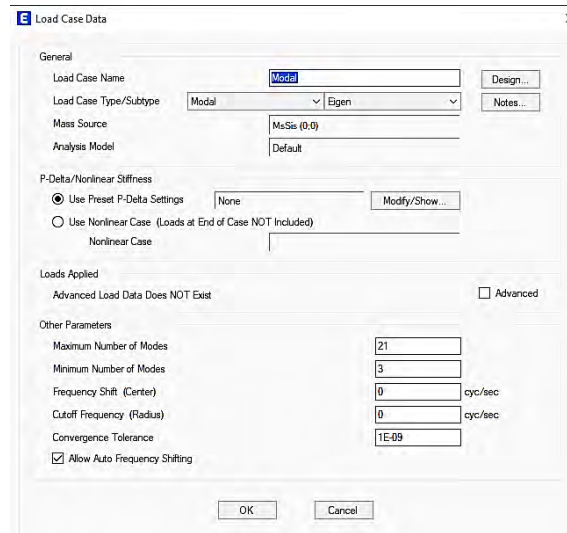 E Load Case Data
General
Load Case Name Modal Design...
Load Case Type/Subtype Modal Eigen Notes...
Mass Source MsSis (0;0)
Analysis Model Default
P-Delta/Nonlinear Stiffness
Use Preset P-Delta Settings None Modify/Show...
Use Nonlinear Case (Loads at End of Case NOT Included)
Nonlinear Case
Loads Applied
Advanced Load Data Does NOT Exist Advanced
Other Parameters
Maximum Number of Modes 21
Minimum Number of Modes 3
Frequency Shift (Center) 0 cyc/sec
Cutoff Frequency (Radius) 0 cyc/sec
Convergence Tolerance 1E-09
Allow Auto Frequency Shifting
OK Cancel